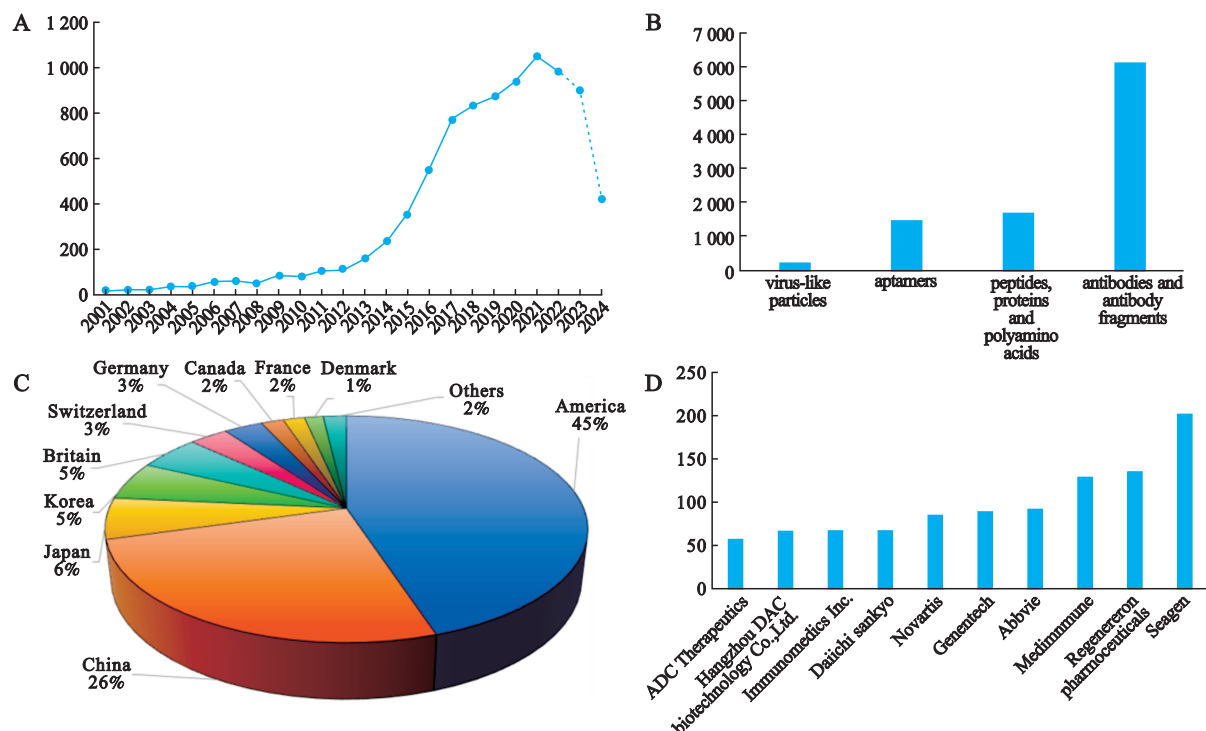 A
1 200
1 000
800
600
400
200
0
2001
2002
2003
2004
2005
2006
2007
2008
2009
2010
2011
2012
2013
2014
2015
2016
2017
2018
2019
2020
2021
2022
2023
2024
B
7 000
6 000
5 000
4 000
3 000
2 000
1 000
0
virus-like
particles
aptamers
peptides,
proteins
and
polyamino
acids
antibodies and
antibody
fragments
C
Germany
3%
Canada
2%
France
2%
Denmark
1%
Others
2%
America
45%
Switzerland
3%
Britain
5%
Korea
5%
Japan
6%
China
26%
D
250
200
150
100
50
0
ADC Therapeutics
Hangzhou DAC
biotechnology Co.,Ltd.
Immunomedics Inc.
Daiichi sankyo
Novartis
Genentech
Abbvie
Medimmmune
Regenereron
pharmoceuticals
Seagen